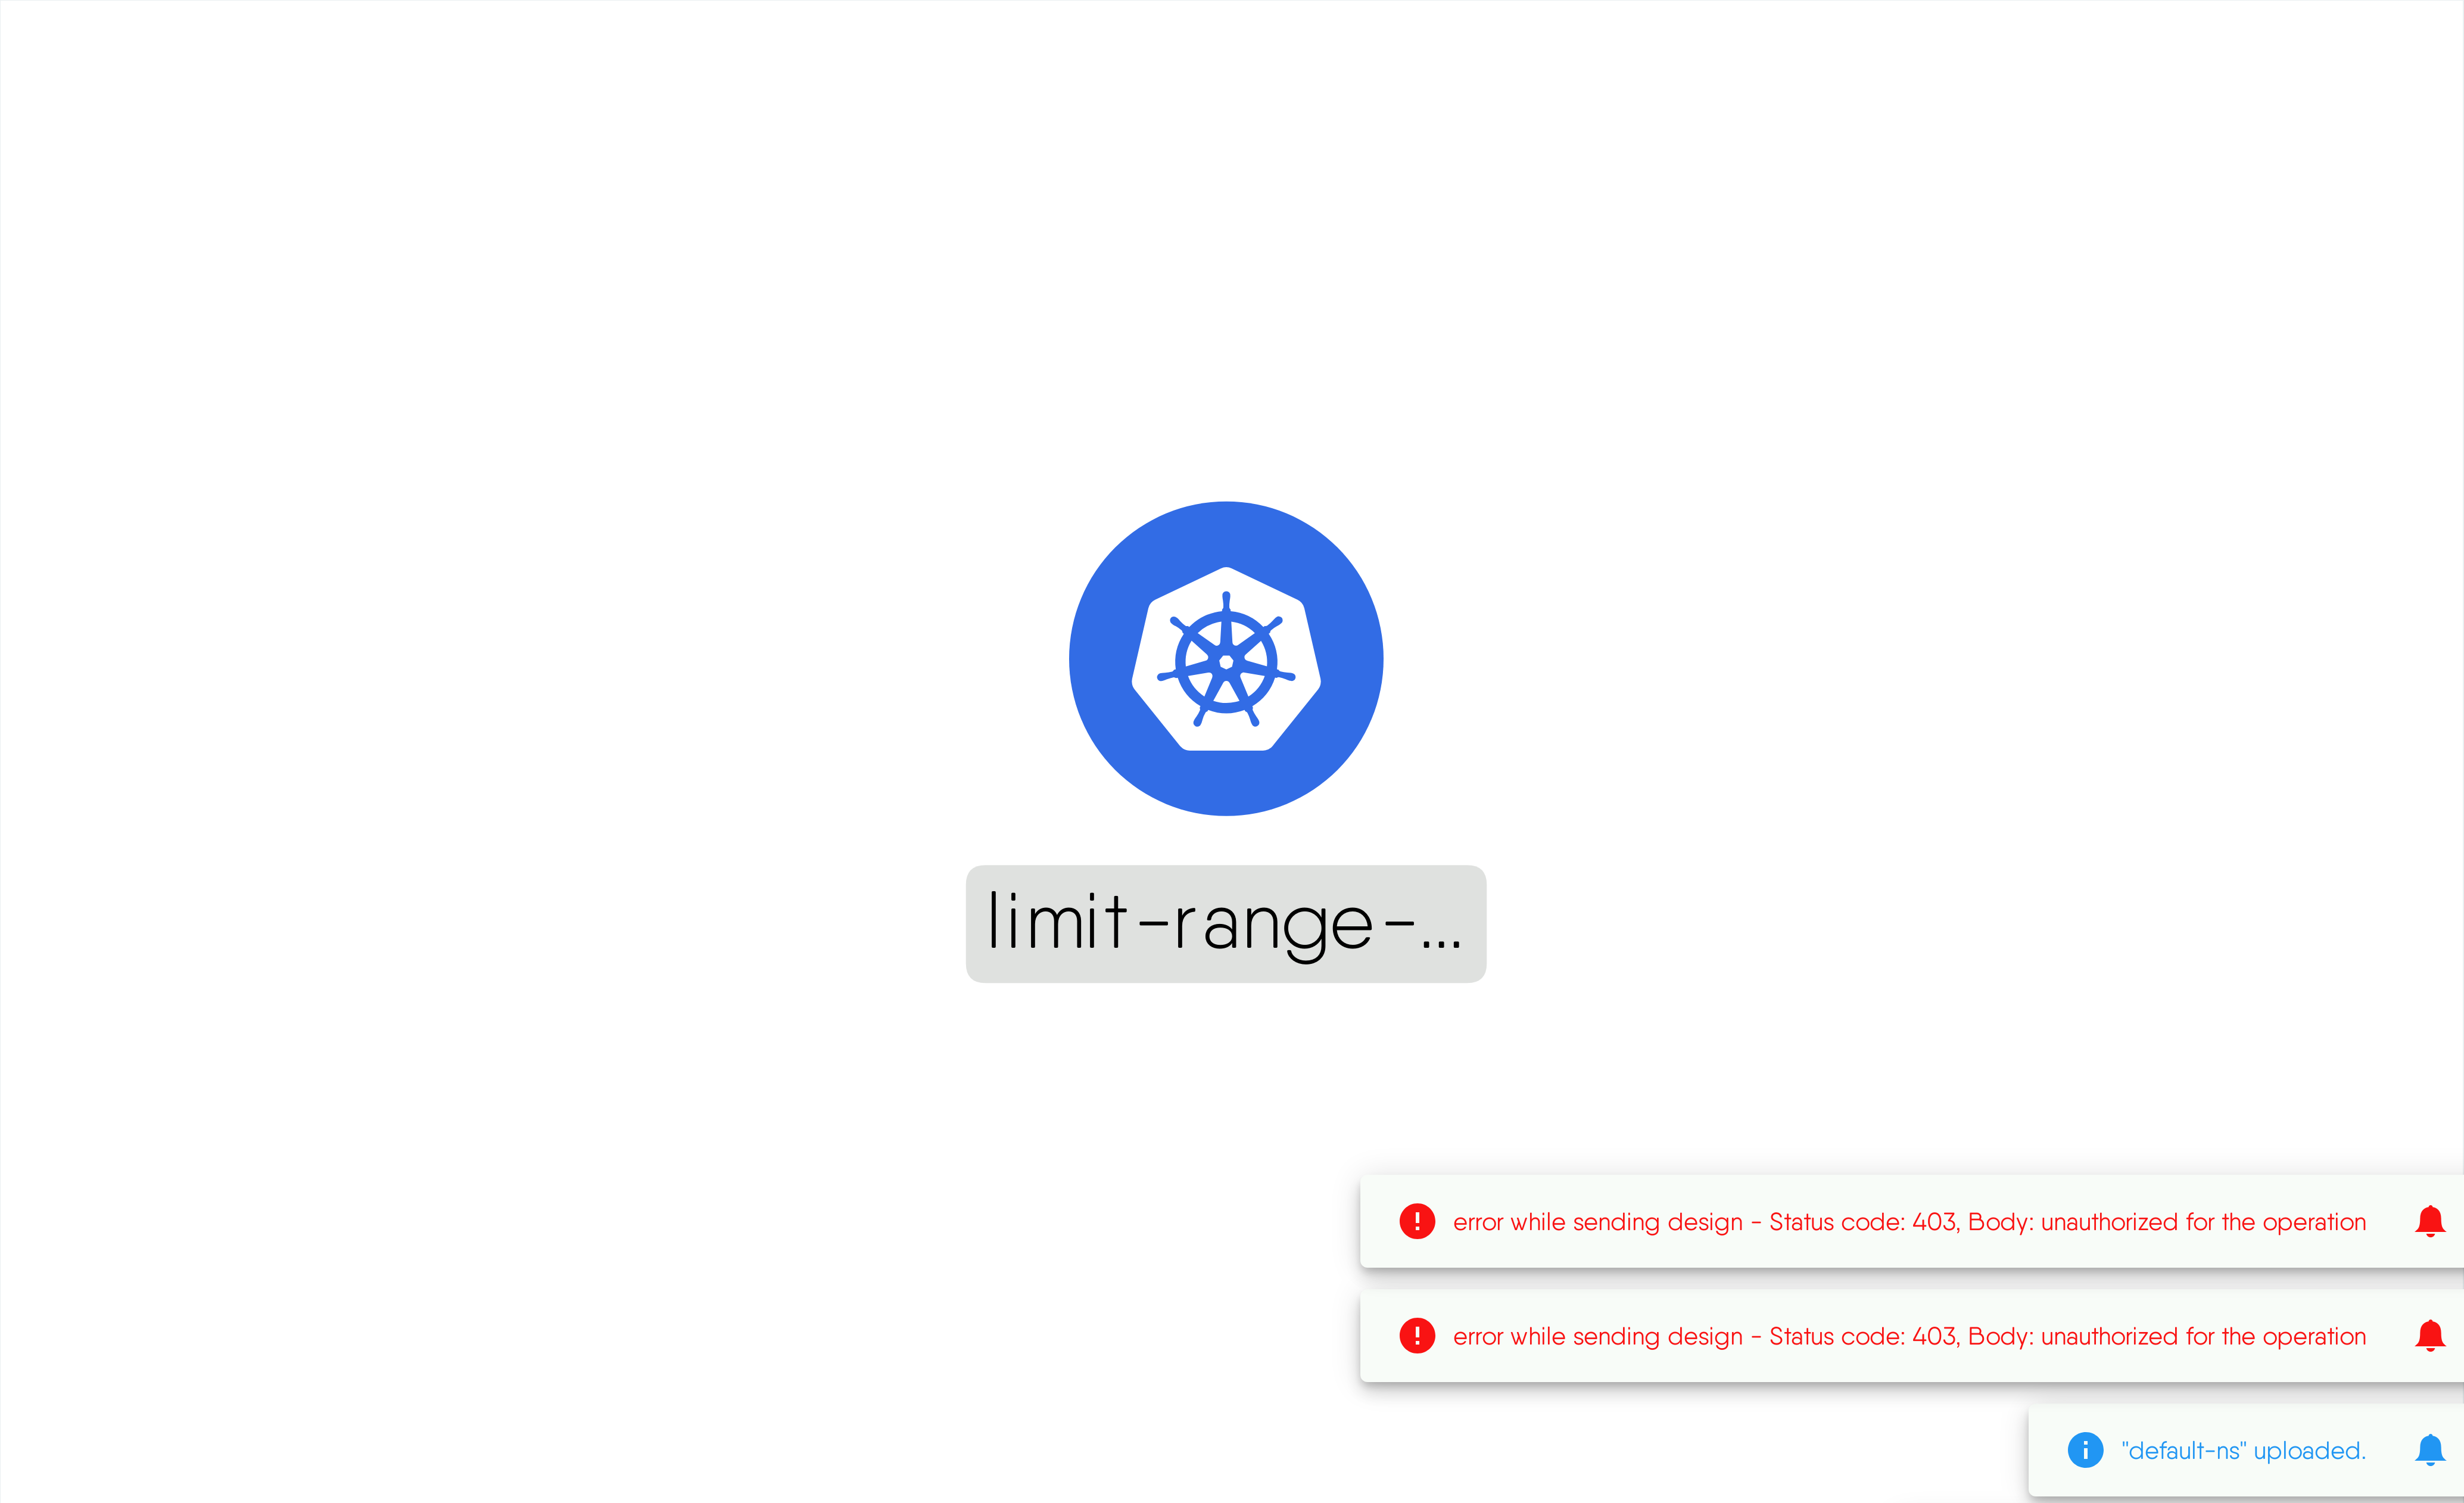 limit-range-...
error while sending design - Status code: 403, Body: unauthorized for the operation
error while sending design - Status code: 403, Body: unauthorized for the operation
"default-ns" uploaded.